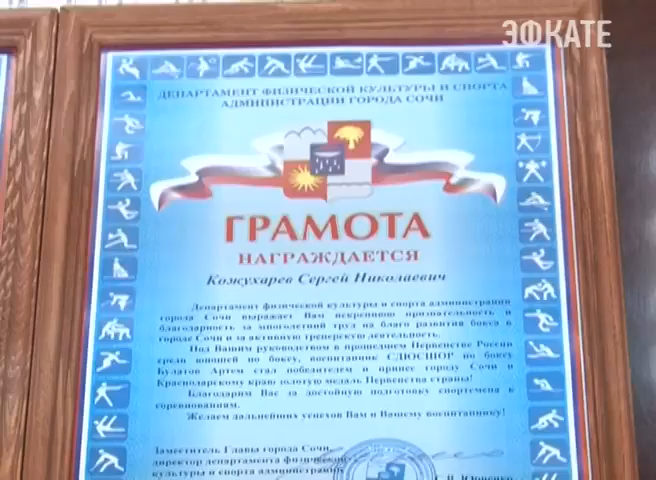 ЭФКАТЕ
ДЕПАРТАМЕНТ ФИЗИЧЕСКОЙ КУЛЬТУРЫ И СПОРТА
АДМИНИСТРАЦИИ ГОРОДА СОЧИ
ГРАМОТА
НАГРАЖДАЕТСЯ
Кожухарев Сергей Николаевич
Департамент физической культуры и спорта администрации
города Сочи выражает Вам искреннюю признательность и
благодарность за многолетний труд на благо развития бокса в
городе Сочи и за активную тренерскую деятельность.
Под Вашим руководством в прошедшем Первенстве России
среди юношей по боксу, воспитанник СДЮСШОР по боксу
Булатов Артем стал победителем и принес городу Сочи и
Краснодарскому краю золотую медаль Первенства страны!
Благодарим Вас за достойную подготовку спортсмена к
соревнованиям.
Желаем дальнейших успехов Вам и Вашему воспитаннику!
Заместитель Главы города Сочи,
директор департамента физической
культуры и спорта администрации